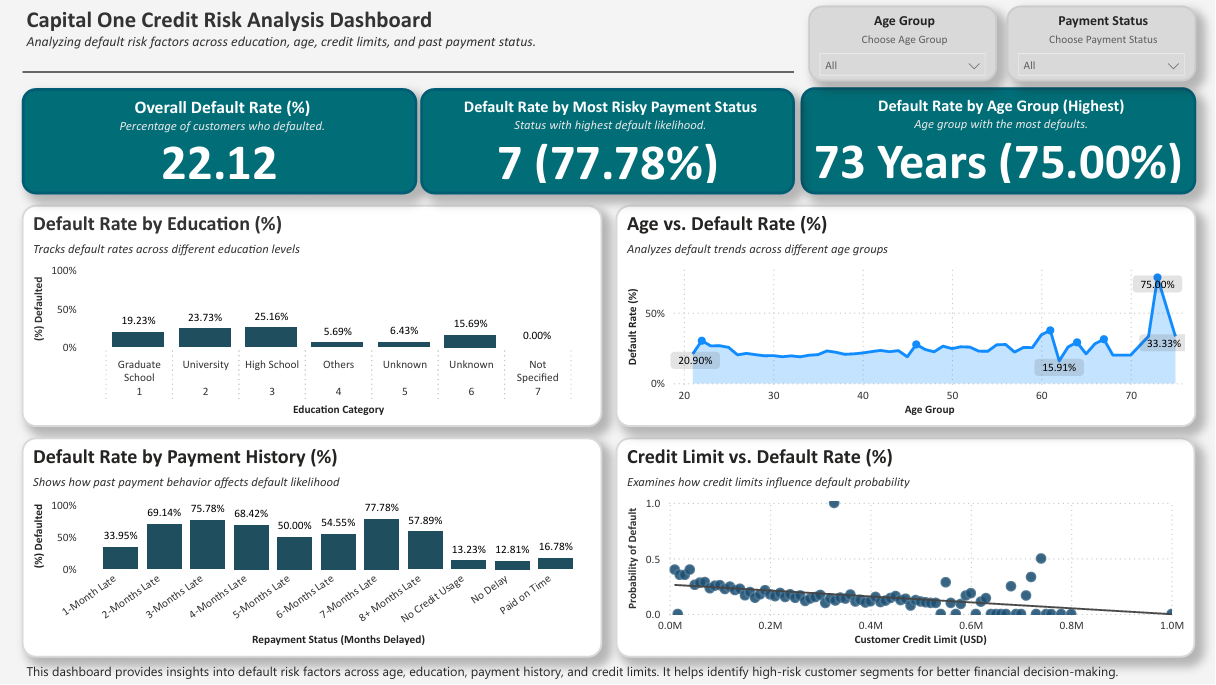 Capital One Credit Risk Analysis Dashboard
Analyzing default risk factors across education, age, credit limits, and past payment status.
Age Group
Choose Age Group
All
Payment Status
Choose Payment Status
All
Overall Default Rate (%)
Percentage of customers who defaulted.
22.12
Default Rate by Most Risky Payment Status
Status with highest default likelihood.
7 (77.78%)
Default Rate by Age Group (Highest)
Age group with the most defaults.
73 Years (75.00%)
Default Rate by Education (%)
Tracks default rates across different education levels
(%) Defaulted
100%
50%
0%
19.23%
23.73%
25.16%
5.69%
6.43%
15.69%
0.00%
Graduate School
University
High School
Others
Unknown
Unknown
Not Specified
1
2
3
4
5
6
7
Education Category
Age vs. Default Rate (%)
Analyzes default trends across different age groups
Default Rate (%)
50%
0%
20.90%
15.91%
75.00%
33.33%
20
30
40
50
60
70
Age Group
Default Rate by Payment History (%)
Shows how past payment behavior affects default likelihood
(%) Defaulted
100%
50%
0%
33.95%
69.14%
75.78%
68.42%
50.00%
54.55%
77.78%
57.89%
13.23%
12.81%
16.78%
1-Month Late
2-Months Late
3-Months Late
4-Months Late
5-Months Late
6-Months Late
7-Months Late
8+ Months Late
No Credit Usage
No Delay
Paid on Time
Repayment Status (Months Delayed)
Credit Limit vs. Default Rate (%)
Examines how credit limits influence default probability
Probability of Default
1.0
0.5
0.0
0.0M
0.2M
0.4M
0.6M
0.8M
1.0M
Customer Credit Limit (USD)
This dashboard provides insights into default risk factors across age, education, payment history, and credit limits. It helps identify high-risk customer segments for better financial decision-making.